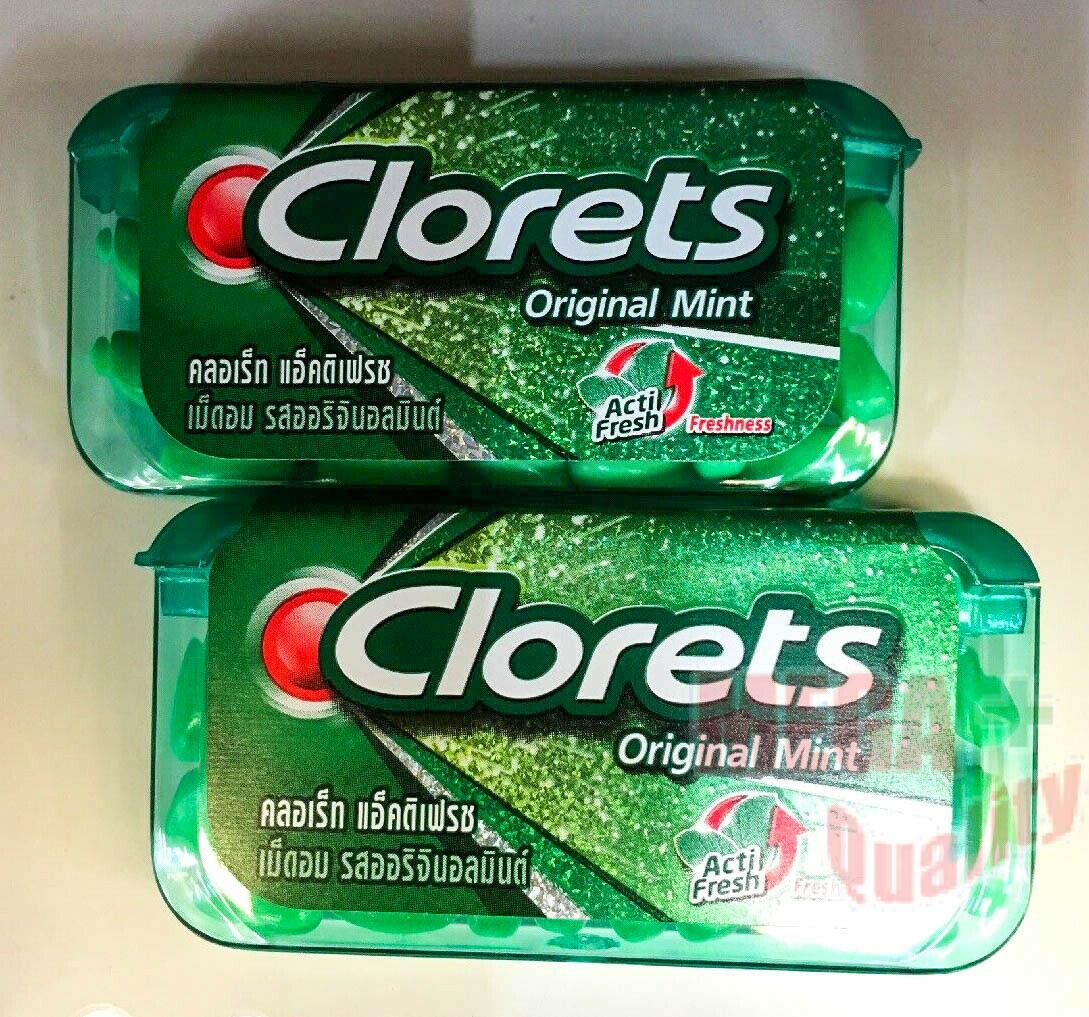 Clorets
Original Mint
คลอเร็ท แอ็คติเฟรช
เม็ดอม รสออริจินอลมินต์
Acti
Fresh
Freshness
Clorets
Original Mint
คลอเร็ท แอ็คติเฟรช
เม็ดอม รสออริจินอลมินต์
Acti
Fresh
Fresh
Quality